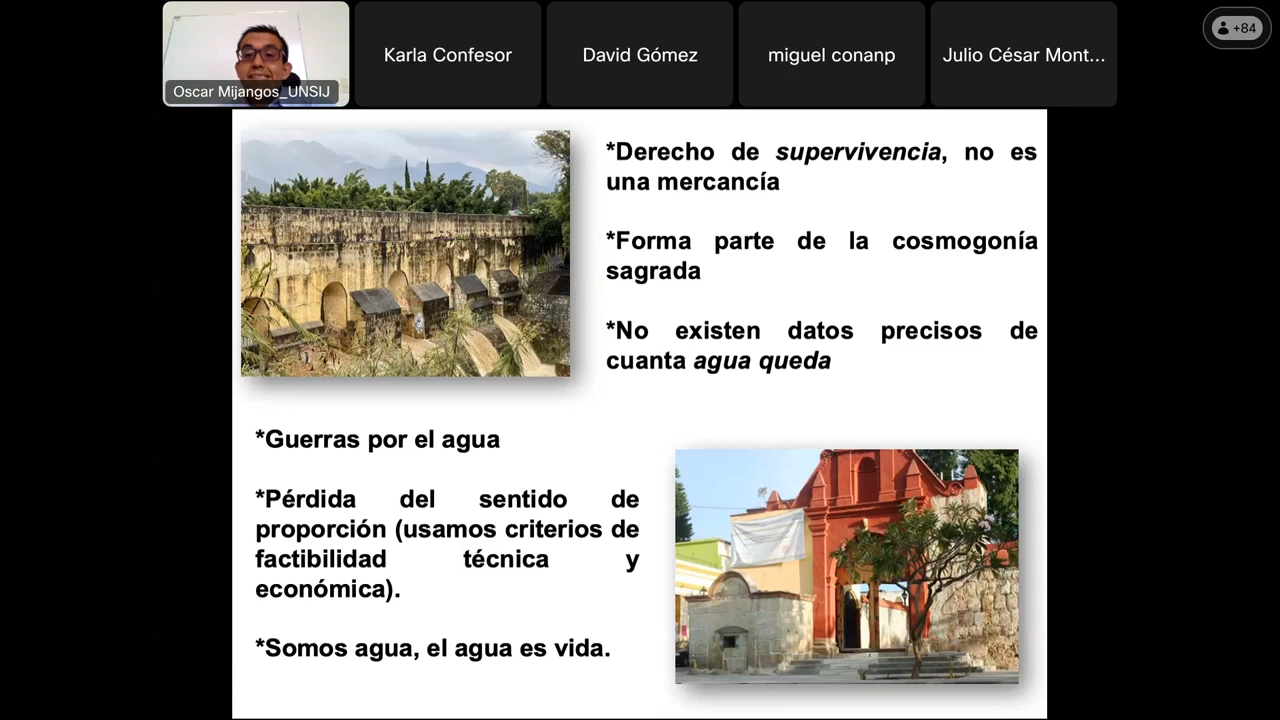 Oscar Mijangos_UNSIJ
Karla Confesor
David Gómez
miguel conanp
Julio César Mont...
+84
*Derecho de supervivencia, no es
una mercancía
*Forma parte de la cosmogonía
sagrada
*No existen datos precisos de
cuanta agua queda
*Guerras por el agua
*Pérdida del sentido de
proporción (usamos criterios de
factibilidad técnica y
económica).
*Somos agua, el agua es vida.